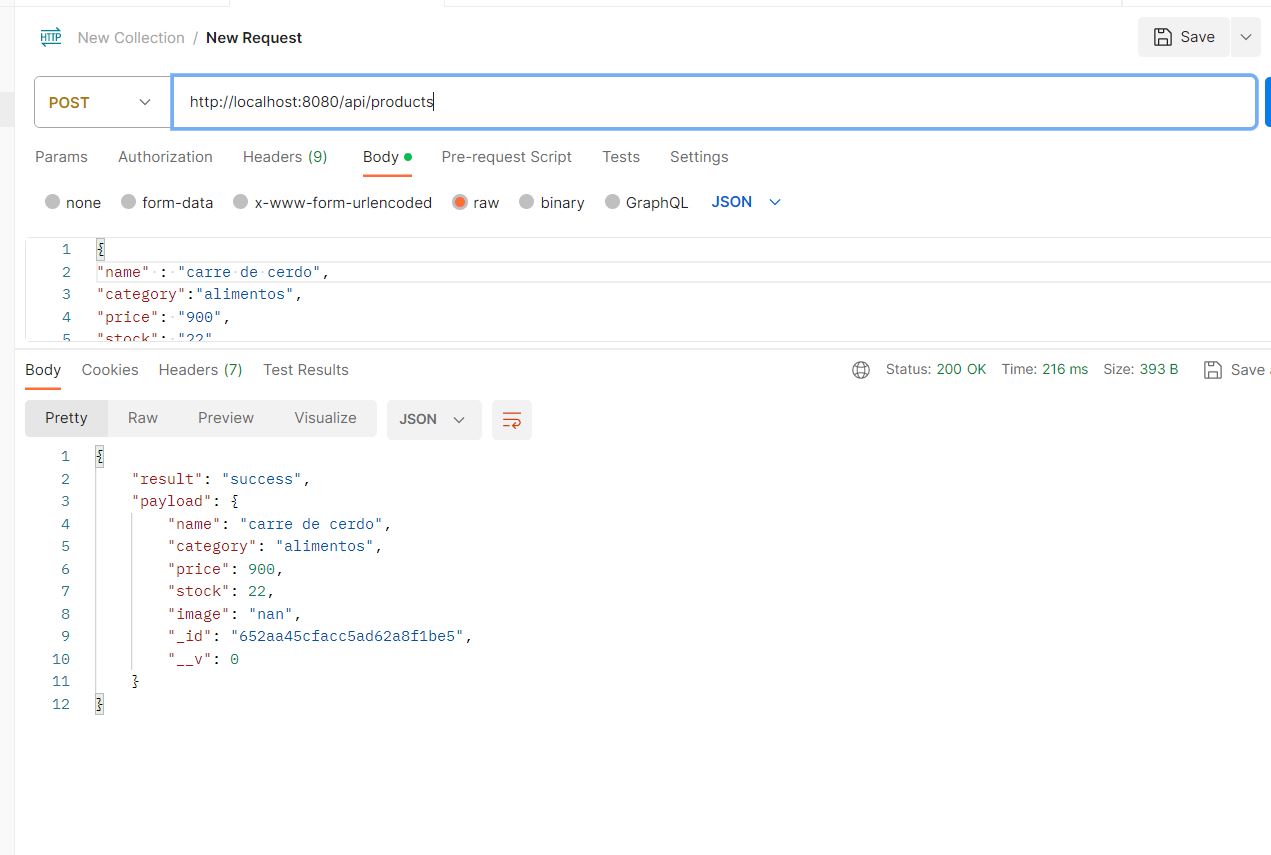 HTTP New Collection / New Request Save
POST http://localhost:8080/api/products
Params Authorization Headers (9) Body Pre-request Script Tests Settings
none form-data x-www-form-urlencoded raw binary GraphQL JSON
1 {
2 "name" : "carre de cerdo",
3 "category":"alimentos",
4 "price": "900",
5 "stock": "22"
Body Cookies Headers (7) Test Results Status: 200 OK Time: 216 ms Size: 393 B Save
Pretty Raw Preview Visualize JSON
1 {
2 "result": "success",
3 "payload": {
4 "name": "carre de cerdo",
5 "category": "alimentos",
6 "price": 900,
7 "stock": 22,
8 "image": "nan",
9 "_id": "652aa45cfacc5ad62a8f1be5",
10 "__v": 0
11 }
12 }